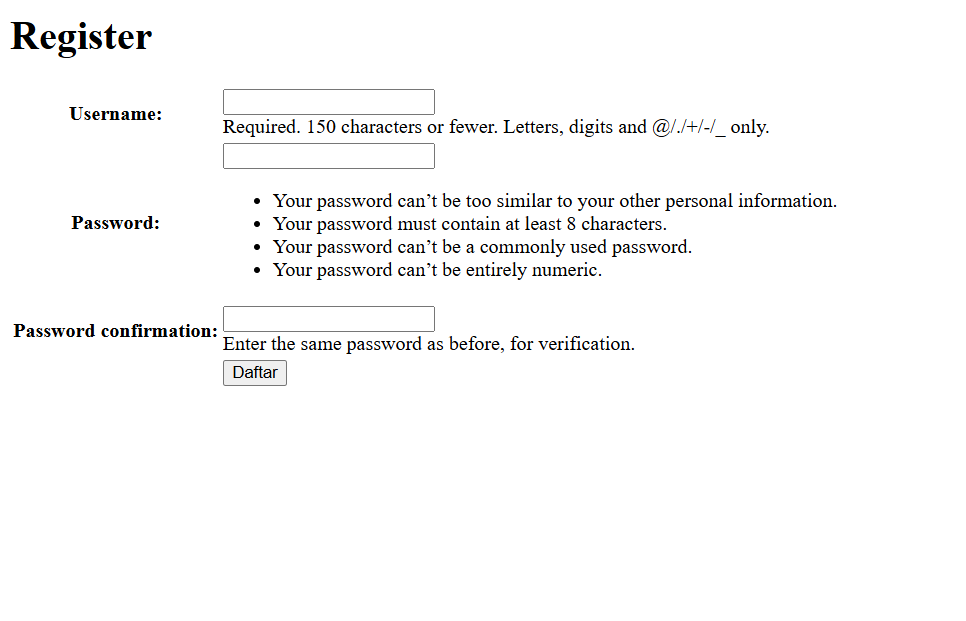 Register
Username:
Required. 150 characters or fewer. Letters, digits and @/./+/-/_ only.
Password:
• Your password can’t be too similar to your other personal information.
• Your password must contain at least 8 characters.
• Your password can’t be a commonly used password.
• Your password can’t be entirely numeric.
Password confirmation:
Enter the same password as before, for verification.
Daftar